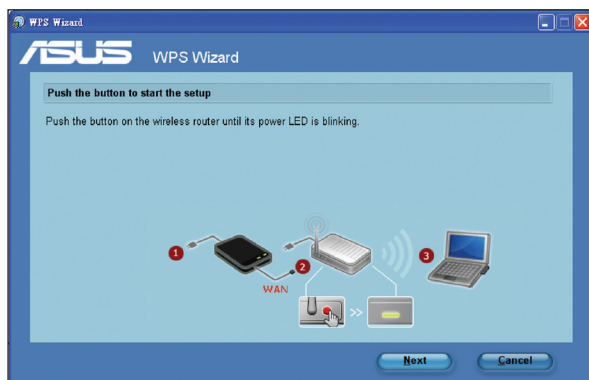 WPS Wizard
ASUS WPS Wizard
Push the button to start the setup
Push the button on the wireless router until its power LED is blinking.
1
2
3
WAN
>>
Next
Cancel